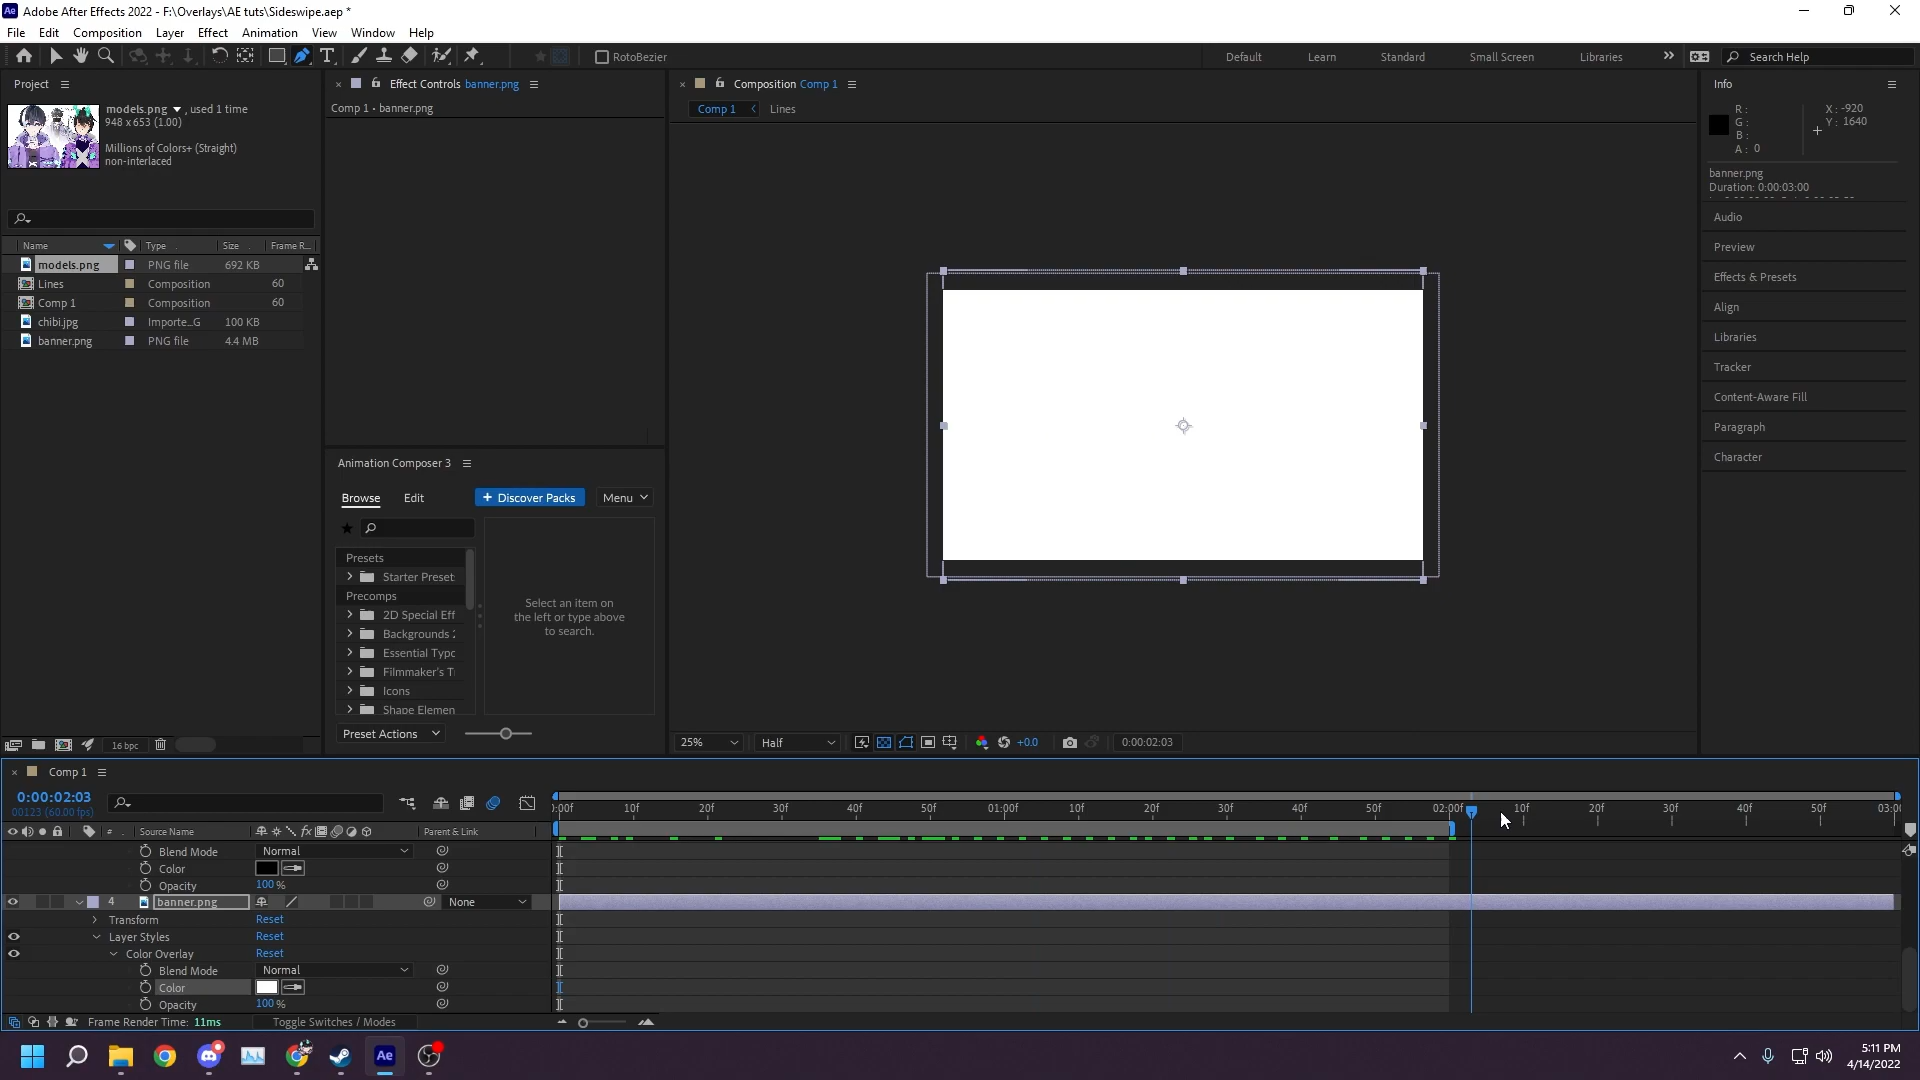 Adobe After Effects 2022 - F:\Overlays\AE tuts\Sideswipe.aep *
File Edit Composition Layer Effect Animation View Window Help
RotoBezier
Default Learn Standard Small Screen Libraries Search Help
Project
models.png , used 1 time
948 x 653 (1.00)
Millions of Colors+ (Straight)
non-interlaced
Name Type Size Frame R...
models.png PNG file 692 KB
Lines Composition 60
Comp 1 Composition 60
chibi.jpg Importe...G 100 KB
banner.png PNG file 4.4 MB
16 bpc
Effect Controls banner.png
Comp 1 • banner.png
Animation Composer 3
Browse Edit + Discover Packs Menu
Presets
Starter Preset
Precomps
2D Special Eff
Backgrounds
Essential Typo
Filmmaker's T
Icons
Shape Elemen
Select an item on
the left or type above
to search.
Preset Actions
Composition Comp 1
Comp 1 Lines
25% Half +0.0 0:00:02:03
Info
R :
G :
B :
A : 0
X : -920
Y : 1640
banner.png
Duration: 0:00:03:00
Audio
Preview
Effects & Presets
Align
Libraries
Tracker
Content-Aware Fill
Paragraph
Character
Comp 1
0:00:02:03
00123 (60.00 fps)
:00f 10f 20f 30f 40f 50f 01:00f 10f 20f 30f 40f 50f 02:00f 10f 20f 30f 40f 50f 03:00
# Source Name fx Parent & Link
Blend Mode Normal
Color
Opacity 100 %
4 banner.png None
Transform Reset
Layer Styles Reset
Color Overlay Reset
Blend Mode Normal
Color
Opacity 100 %
Frame Render Time: 11ms Toggle Switches / Modes
Ae
5:11 PM
4/14/2022